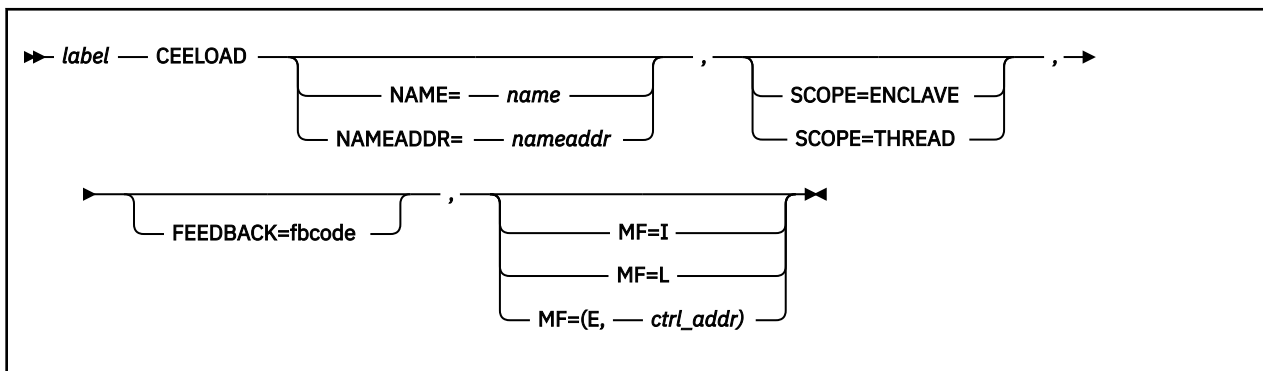 label CEELOAD , ,
NAME= name
NAMEADDR= nameaddr
SCOPE=ENCLAVE
SCOPE=THREAD
,
FEEDBACK=fbcode
MF=I
MF=L
MF=(E, ctrl_addr)